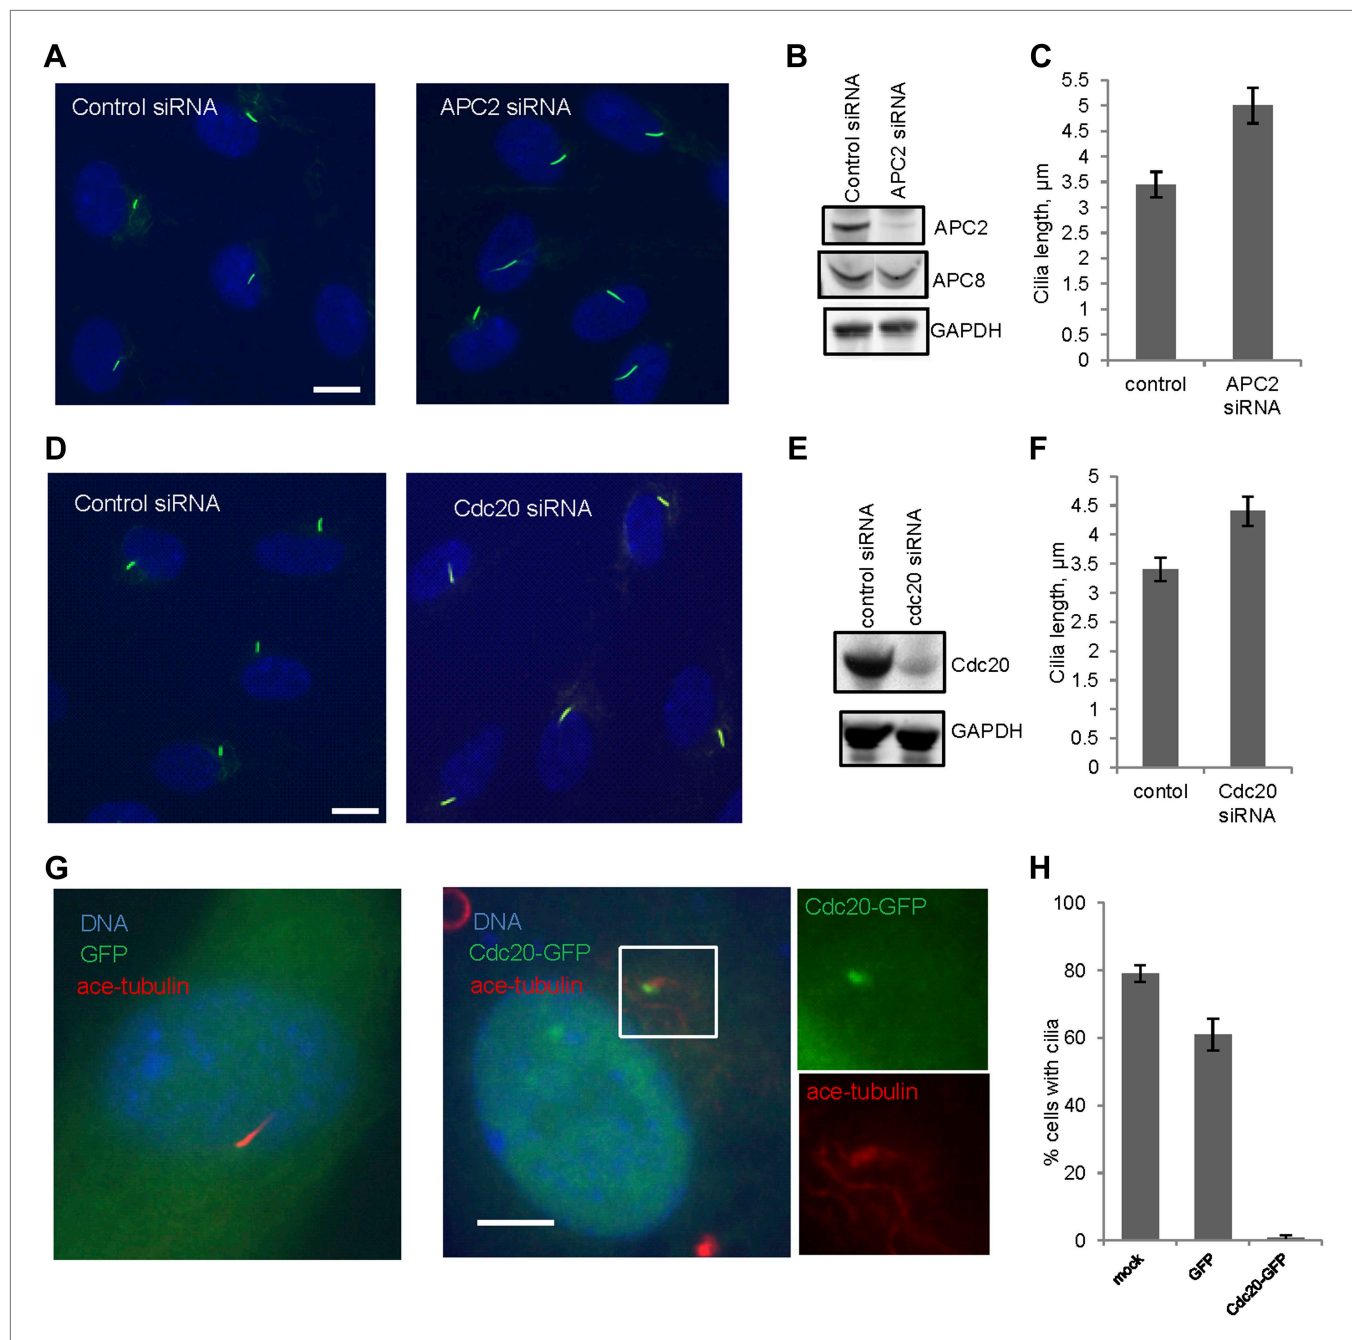 A
Control siRNA
APC2 siRNA
B
Control siRNA
APC2 siRNA
APC2
APC8
GAPDH
C
Cilia length, µm
5.5
5
4.5
4
3.5
3
2.5
2
1.5
1
0.5
0
control
APC2
siRNA
D
Control siRNA
Cdc20 siRNA
E
control siRNA
cdc20 siRNA
Cdc20
GAPDH
F
Cilia length, µm
5
4.5
4
3.5
3
2.5
2
1.5
1
0.5
0
contol
Cdc20
siRNA
G
DNA
GFP
ace-tubulin
DNA
Cdc20-GFP
ace-tubulin
Cdc20-GFP
ace-tubulin
H
% cells with cilia
100
80
60
40
20
0
mock
GFP
Cdc20-GFP